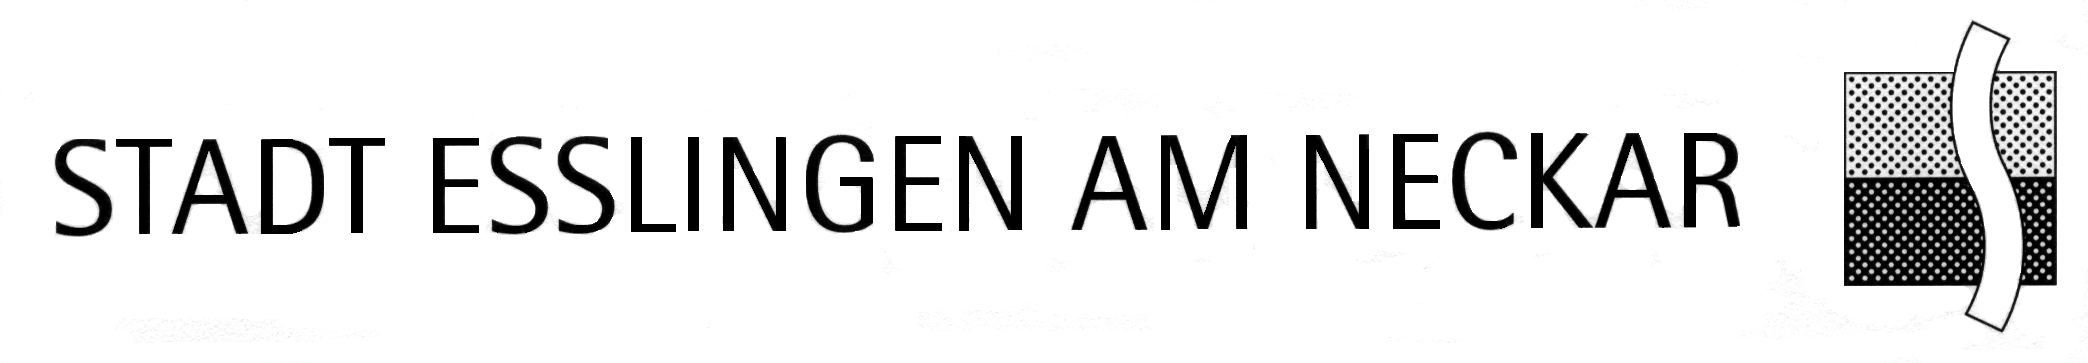 STADT ESSLINGEN AM NECKAR